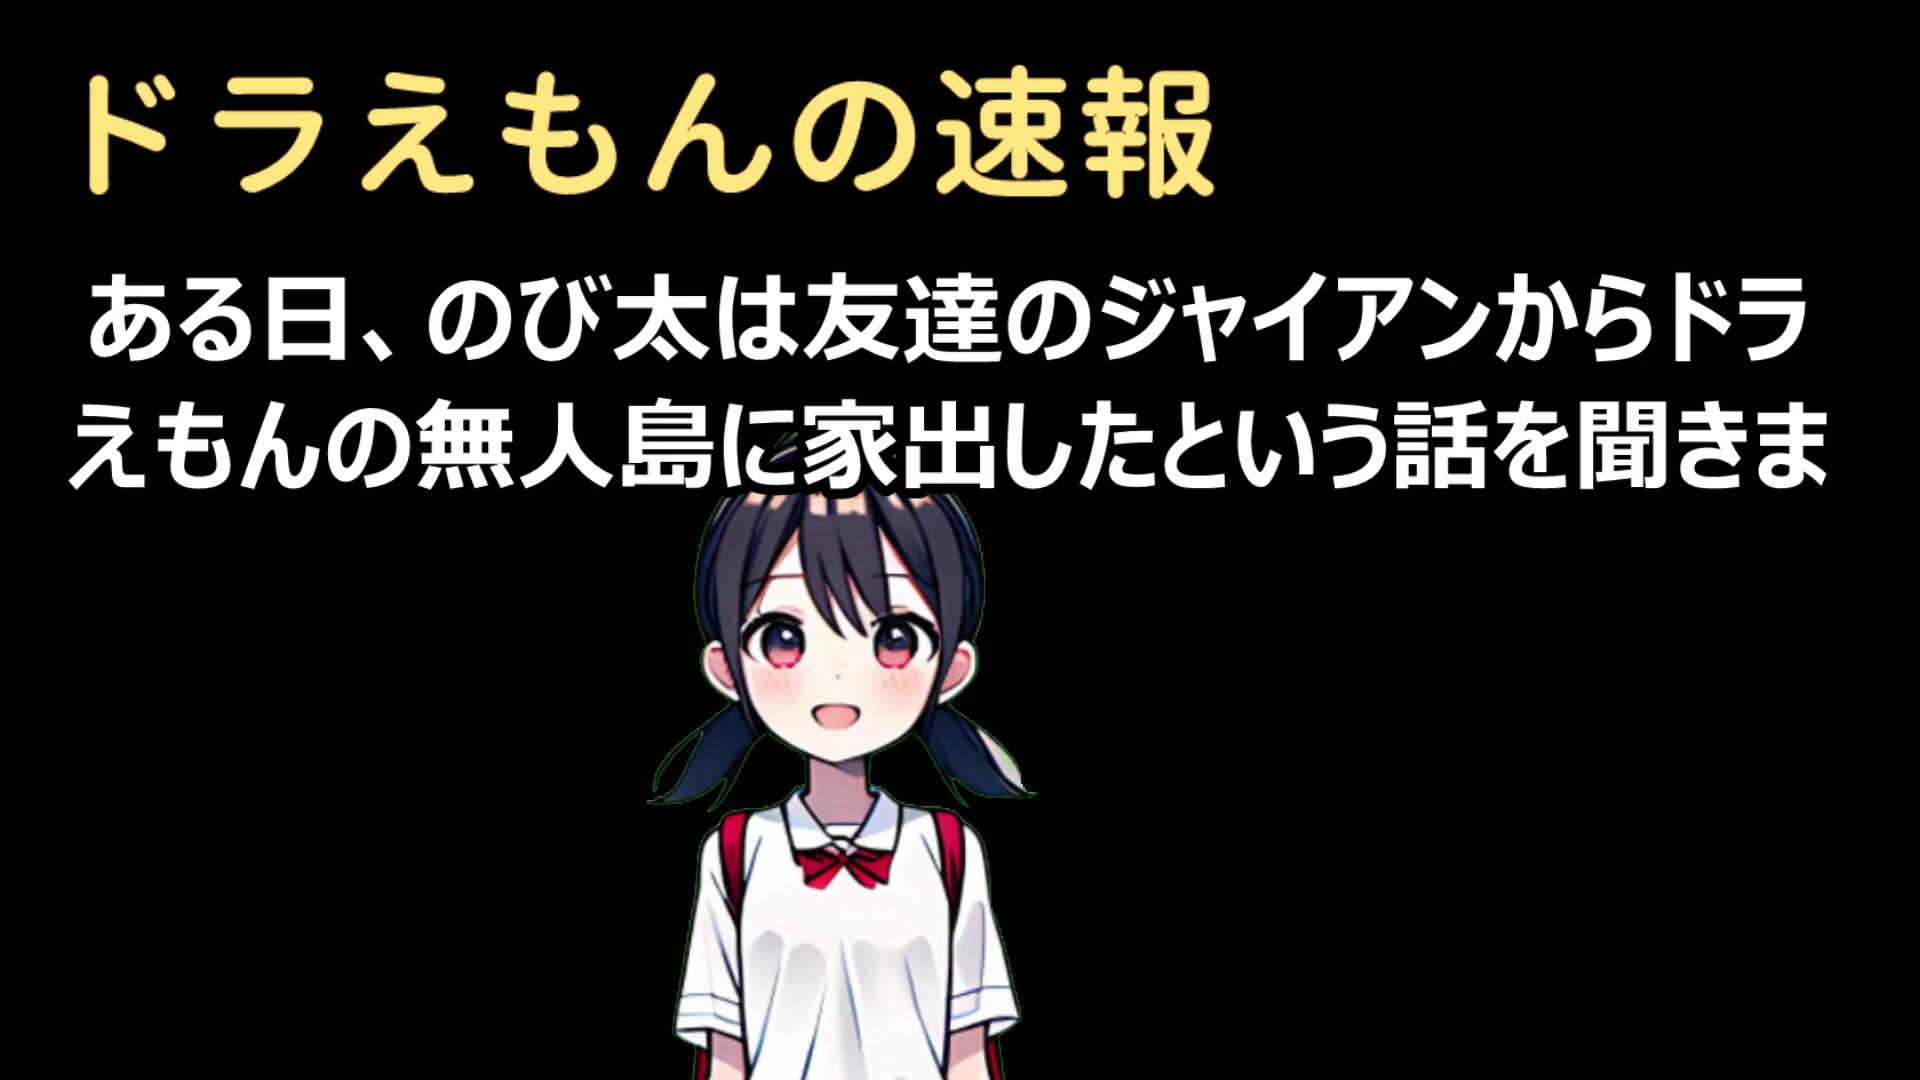 ドラえもんの速報
ある日、のび太は友達のジャイアンからドラ
えもんの無人島に家出したという話を聞きま